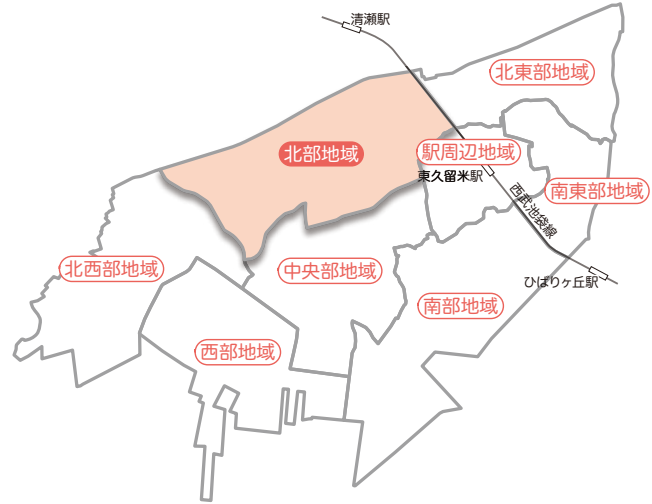 清瀬駅
北東部地域
北部地域
駅周辺地域
東久留米駅
南東部地域
西武池袋線
北西部地域
中央部地域
ひばりヶ丘駅
南部地域
西部地域